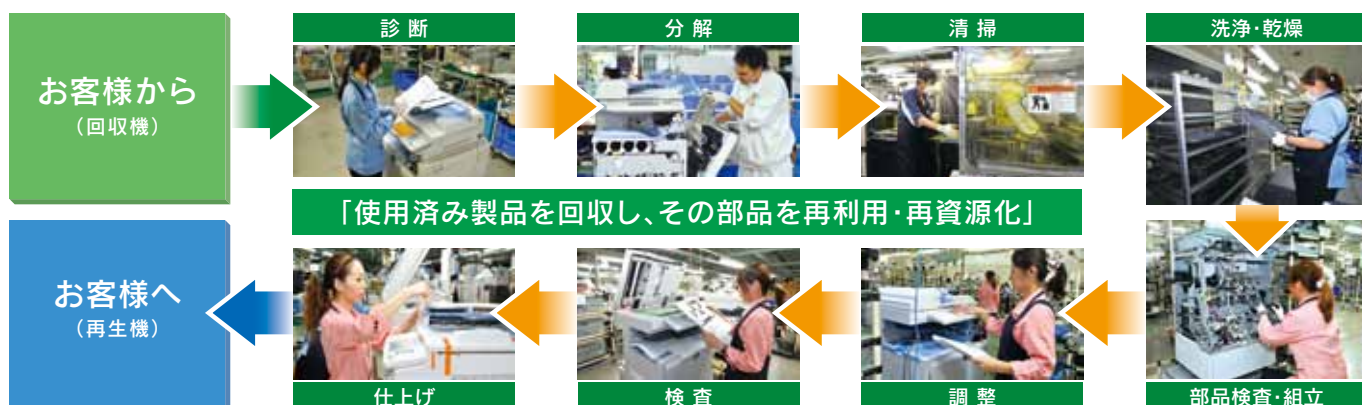 お客様から
（回収機）
診断
分解
清掃
洗浄・乾燥
「使用済み製品を回収し、その部品を再利用・再資源化」
部品検査・組立
調整
検査
仕上げ
お客様へ
（再生機）